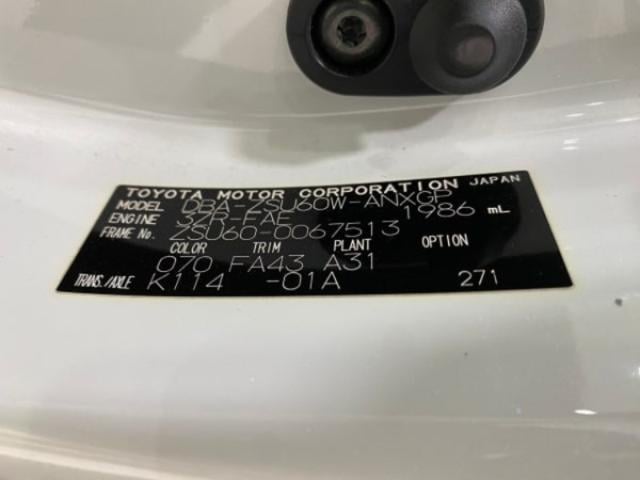 TOYOTA MOTOR CORPORATION JAPAN
MODEL DBA-ZSU60W-ANXGP
ENGINE 3ZR-FAE 1986 mL
FRAME No. ZSU60-0067513
COLOR TRIM PLANT OPTION
070 FA43 A31
TRANS./AXLE K114 -01A 271